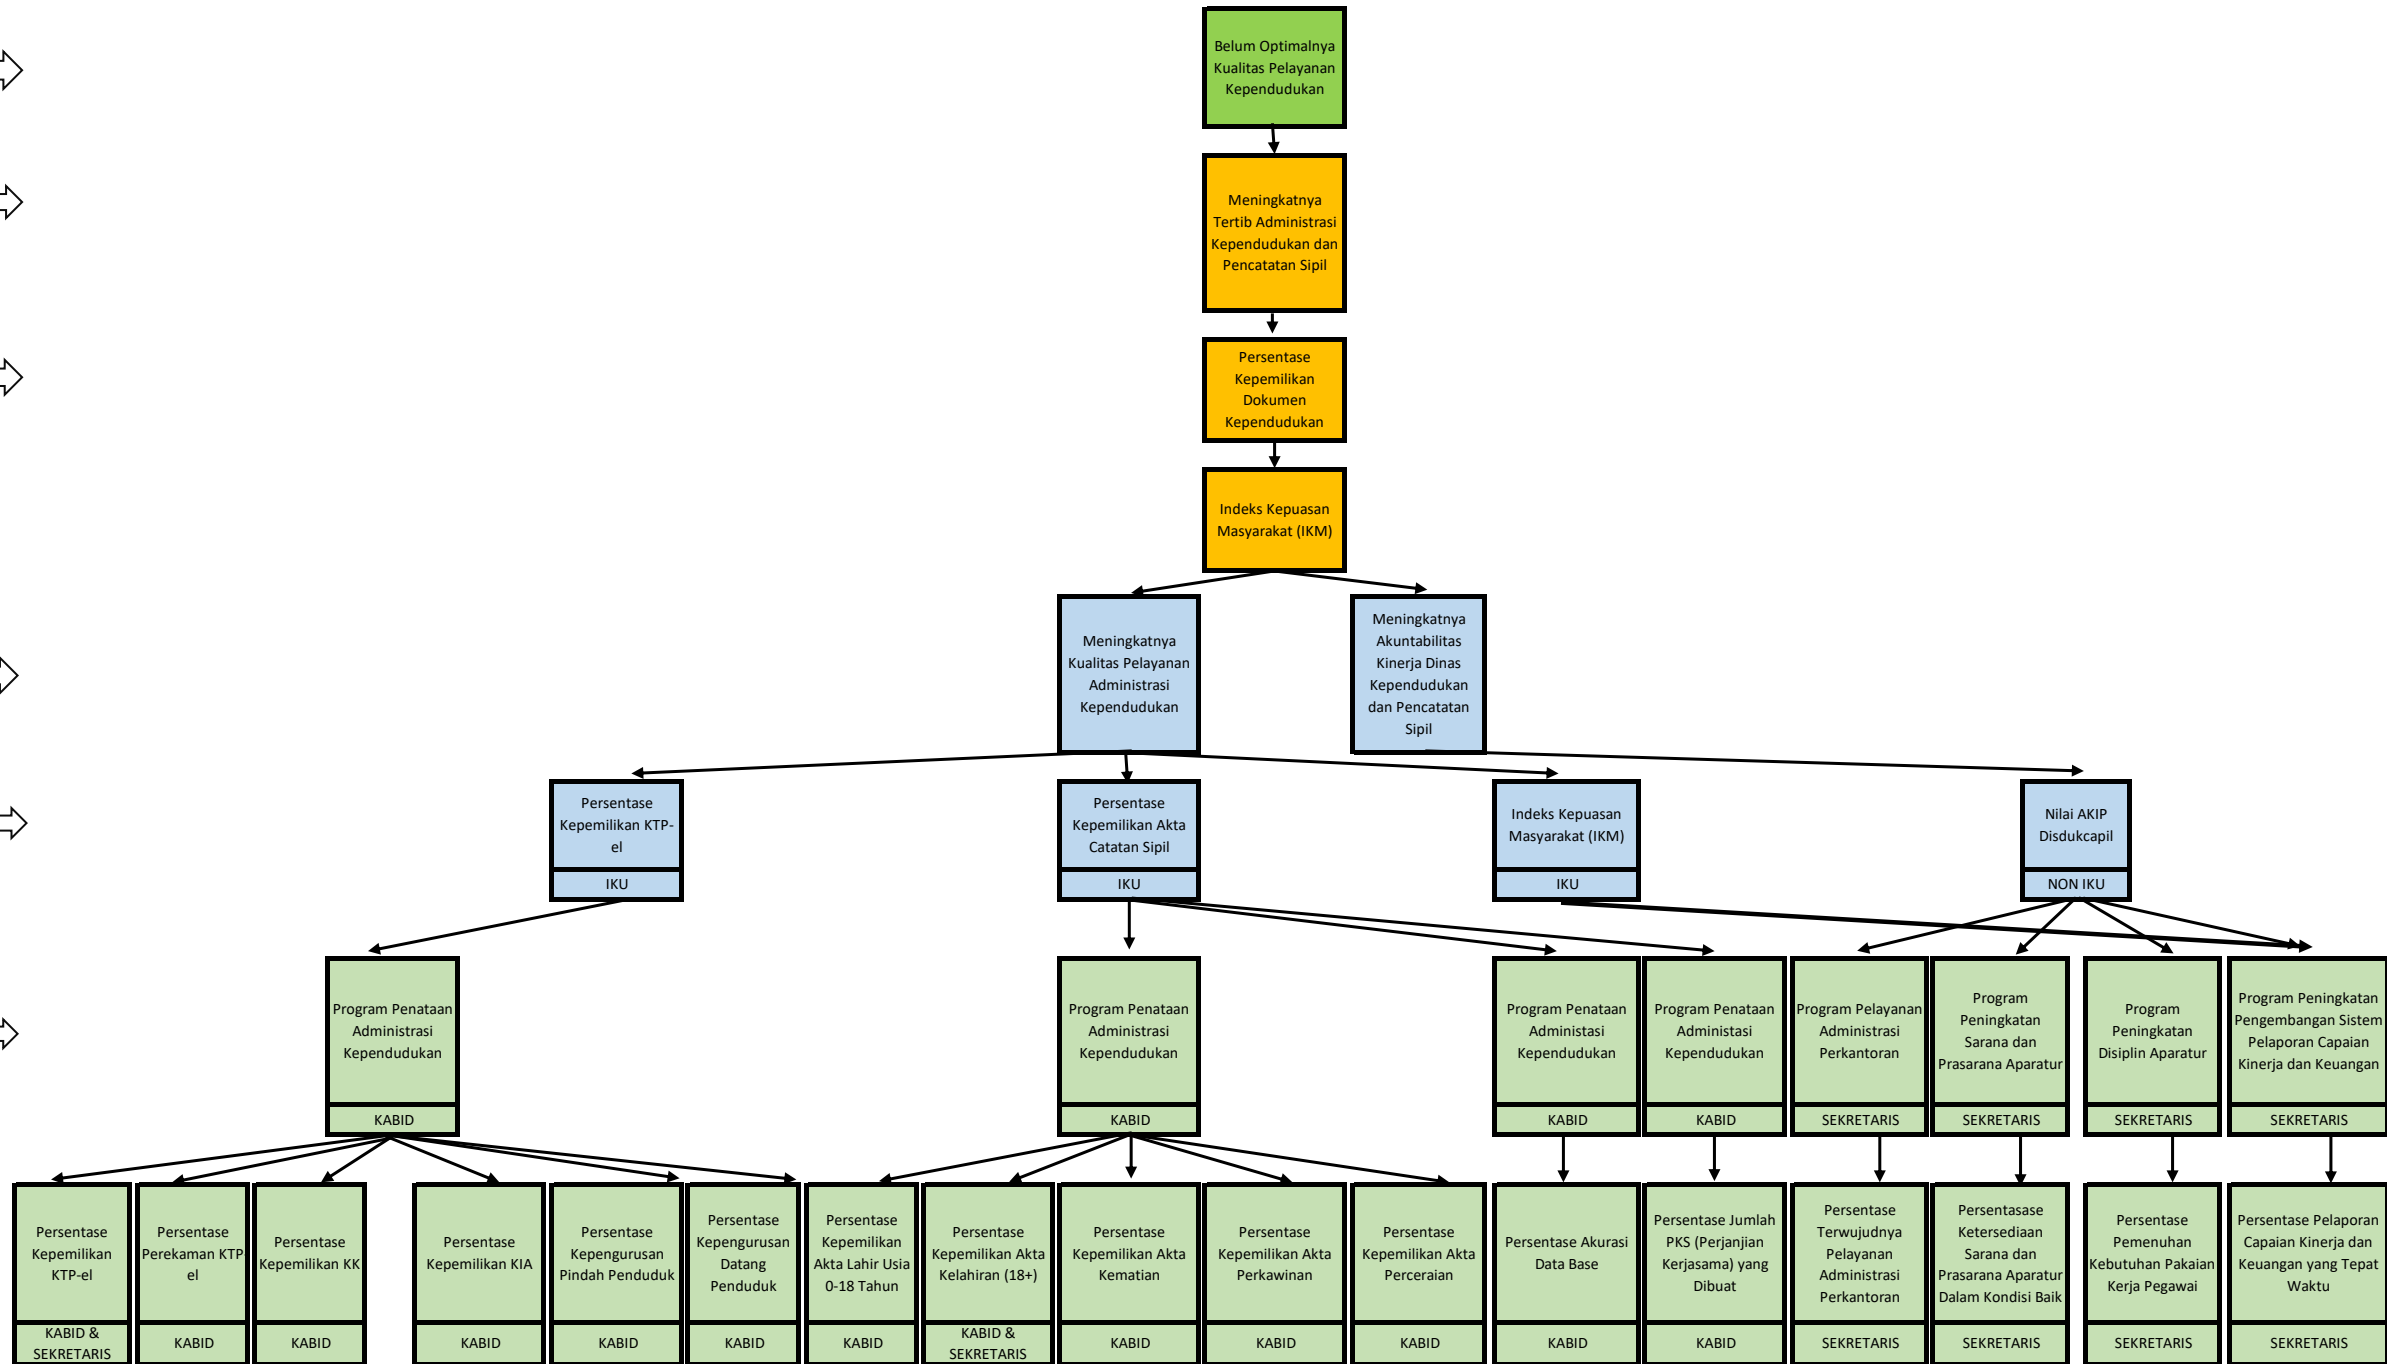 Belum Optimalnya
Kualitas Pelayanan
Kependudukan
Meningkatnya
Tertib Administrasi
Kependudukan dan
Pencatatan Sipil
Persentase
Kepemilikan
Dokumen
Kependudukan
Indeks Kepuasan
Masyarakat (IKM)
Meningkatnya
Kualitas Pelayanan
Administrasi
Kependudukan
Meningkatnya
Akuntabilitas
Kinerja Dinas
Kependudukan
dan Pencatatan
Sipil
Persentase
Kepemilikan KTP-
el
IKU
Persentase
Kepemilikan Akta
Catatan Sipil
IKU
Indeks Kepuasan
Masyarakat (IKM)
IKU
Nilai AKIP
Disdukcapil
NON IKU
Program Penataan
Administrasi
Kependudukan
KABID
Program Penataan
Administrasi
Kependudukan
KABID
Program Penataan
Administasi
Kependudukan
KABID
Program Penataan
Administasi
Kependudukan
KABID
Program Pelayanan
Administrasi
Perkantoran
SEKRETARIS
Program
Peningkatan
Sarana dan
Prasarana Aparatur
SEKRETARIS
Program
Peningkatan
Disiplin Aparatur
SEKRETARIS
Program Peningkatan
Pengembangan Sistem
Pelaporan Capaian
Kinerja dan Keuangan
SEKRETARIS
Persentase
Kepemilikan
KTP-el
KABID &
SEKRETARIS
Persentase
Perekaman KTP-
el
KABID
Persentase
Kepemilikan KK
KABID
Persentase
Kepemilikan KIA
KABID
Persentase
Kepengurusan
Pindah Penduduk
KABID
Persentase
Kepengurusan
Datang
Penduduk
KABID
Persentase
Kepemilikan
Akta Lahir Usia
0-18 Tahun
KABID
Persentase
Kepemilikan Akta
Kelahiran (18+)
KABID &
SEKRETARIS
Persentase
Kepemilikan Akta
Kematian
KABID
Persentase
Kepemilikan Akta
Perkawinan
KABID
Persentase
Kepemilikan Akta
Perceraian
KABID
Persentase Akurasi
Data Base
KABID
Persentase Jumlah
PKS (Perjanjian
Kerjasama) yang
Dibuat
KABID
Persentase
Terwujudnya
Pelayanan
Administrasi
Perkantoran
SEKRETARIS
Persentasase
Ketersediaan
Sarana dan
Prasarana Aparatur
Dalam Kondisi Baik
SEKRETARIS
Persentase
Pemenuhan
Kebutuhan Pakaian
Kerja Pegawai
SEKRETARIS
Persentase Pelaporan
Capaian Kinerja dan
Keuangan yang Tepat
Waktu
SEKRETARIS